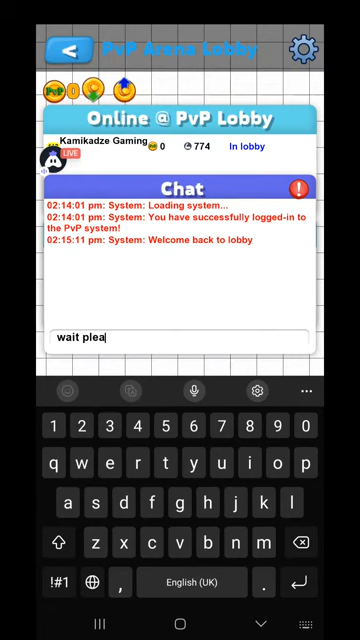 PvP Arena Lobby
PvP 0
Online @ PvP Lobby
Kamikadze Gaming 0 774 In lobby
LIVE
Chat
02:14:01 pm: System: Loading system...
02:14:01 pm: System: You have successfully logged-in to
the PvP system!
02:15:11 pm: System: Welcome back to lobby
wait plea
1 2 3 4 5 6 7 8 9 0
q w e r t y u i o p
a s d f g h j k l
z x c v b n m
!#1 , English (UK) .